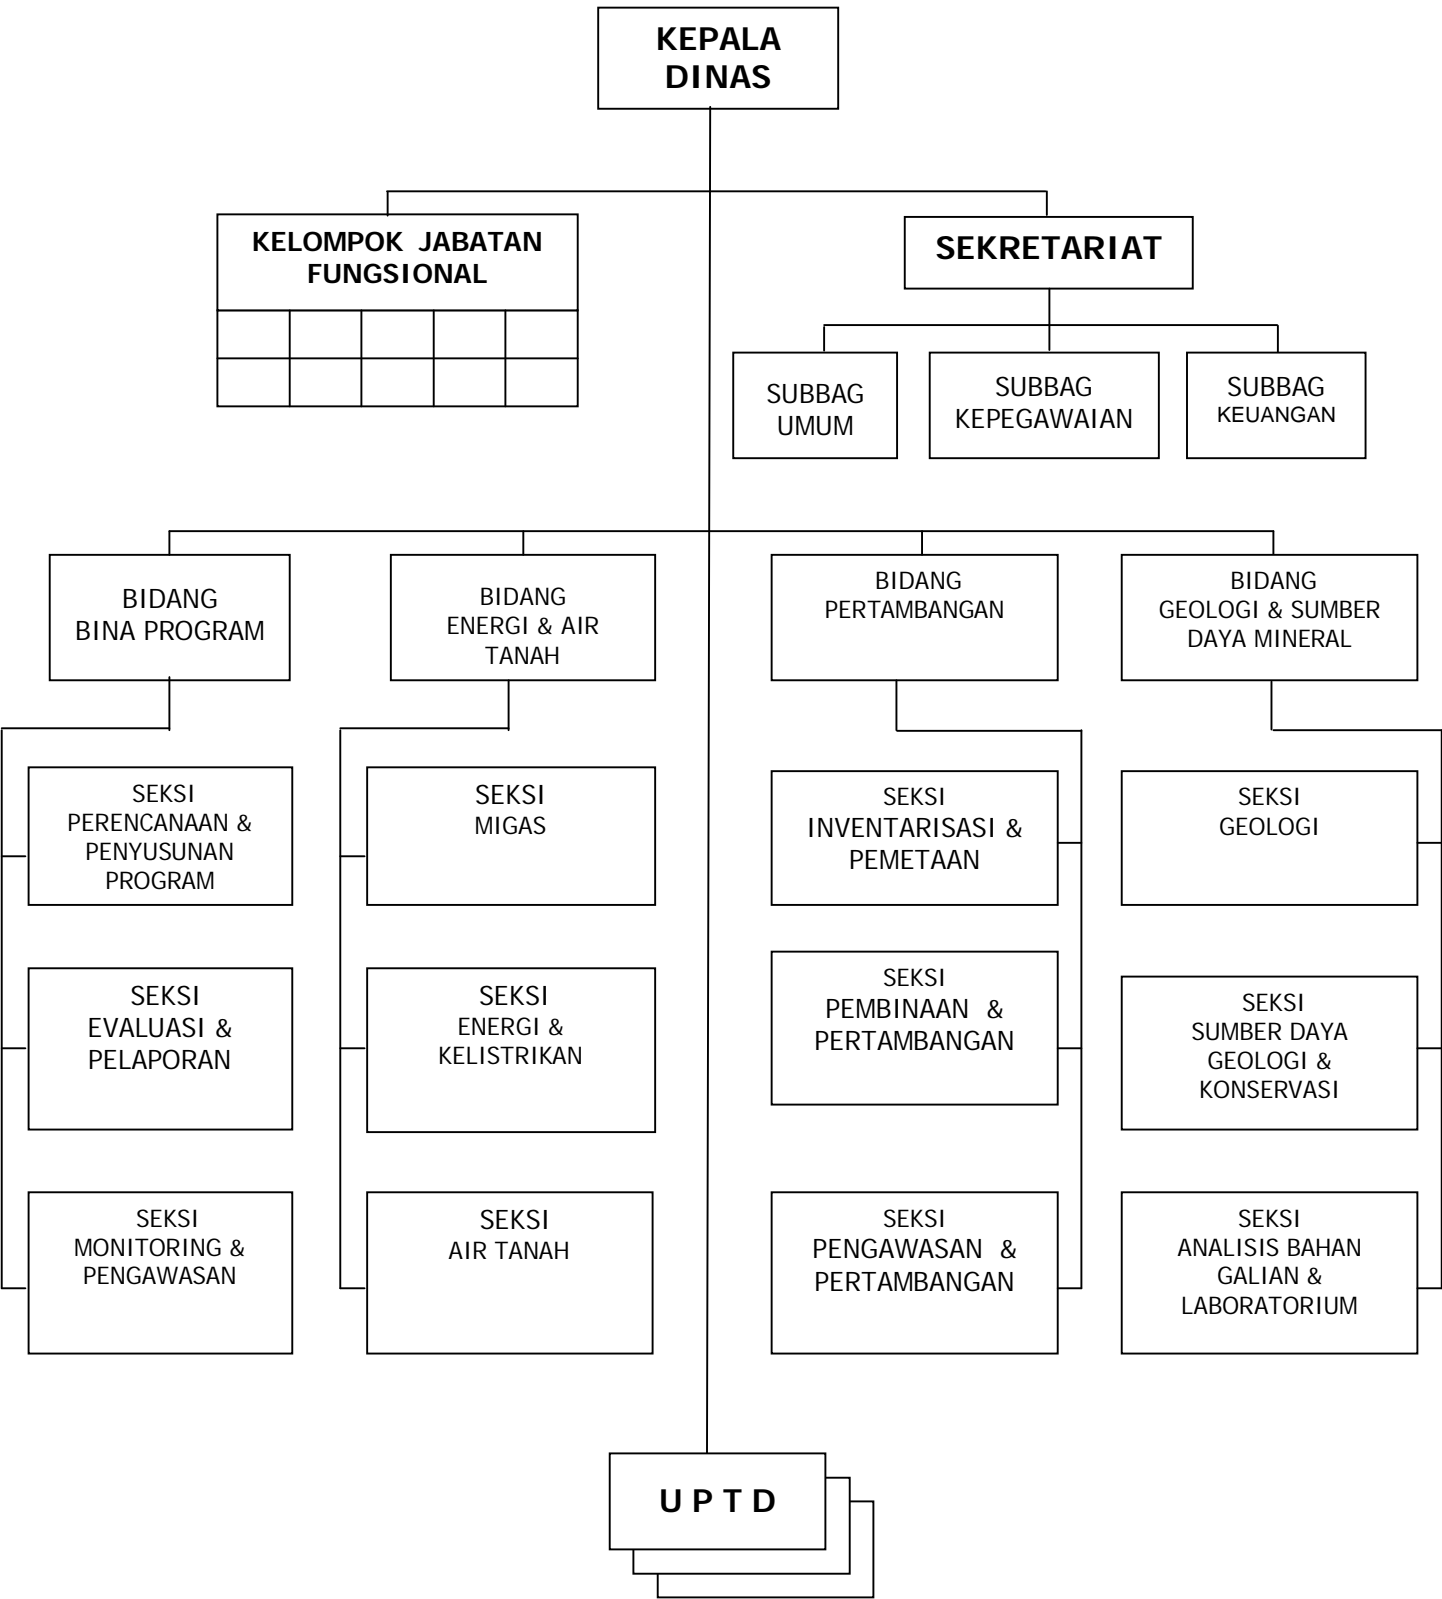 KEPALA
DINAS
KELOMPOK JABATAN
FUNGSIONAL
SEKRETARIAT
SUBBAG
UMUM
SUBBAG
KEPEGAWAIAN
SUBBAG
KEUANGAN
BIDANG
BINA PROGRAM
BIDANG
ENERGI & AIR
TANAH
BIDANG
PERTAMBANGAN
BIDANG
GEOLOGI & SUMBER
DAYA MINERAL
SEKSI
PERENCANAAN &
PENYUSUNAN
PROGRAM
SEKSI
MIGAS
SEKSI
INVENTARISASI &
PEMETAAN
SEKSI
GEOLOGI
SEKSI
EVALUASI &
PELAPORAN
SEKSI
ENERGI &
KELISTRIKAN
SEKSI
PEMBINAAN &
PERTAMBANGAN
SEKSI
SUMBER DAYA
GEOLOGI &
KONSERVASI
SEKSI
MONITORING &
PENGAWASAN
SEKSI
AIR TANAH
SEKSI
PENGAWASAN &
PERTAMBANGAN
SEKSI
ANALISIS BAHAN
GALIAN &
LABORATORIUM
U P T D